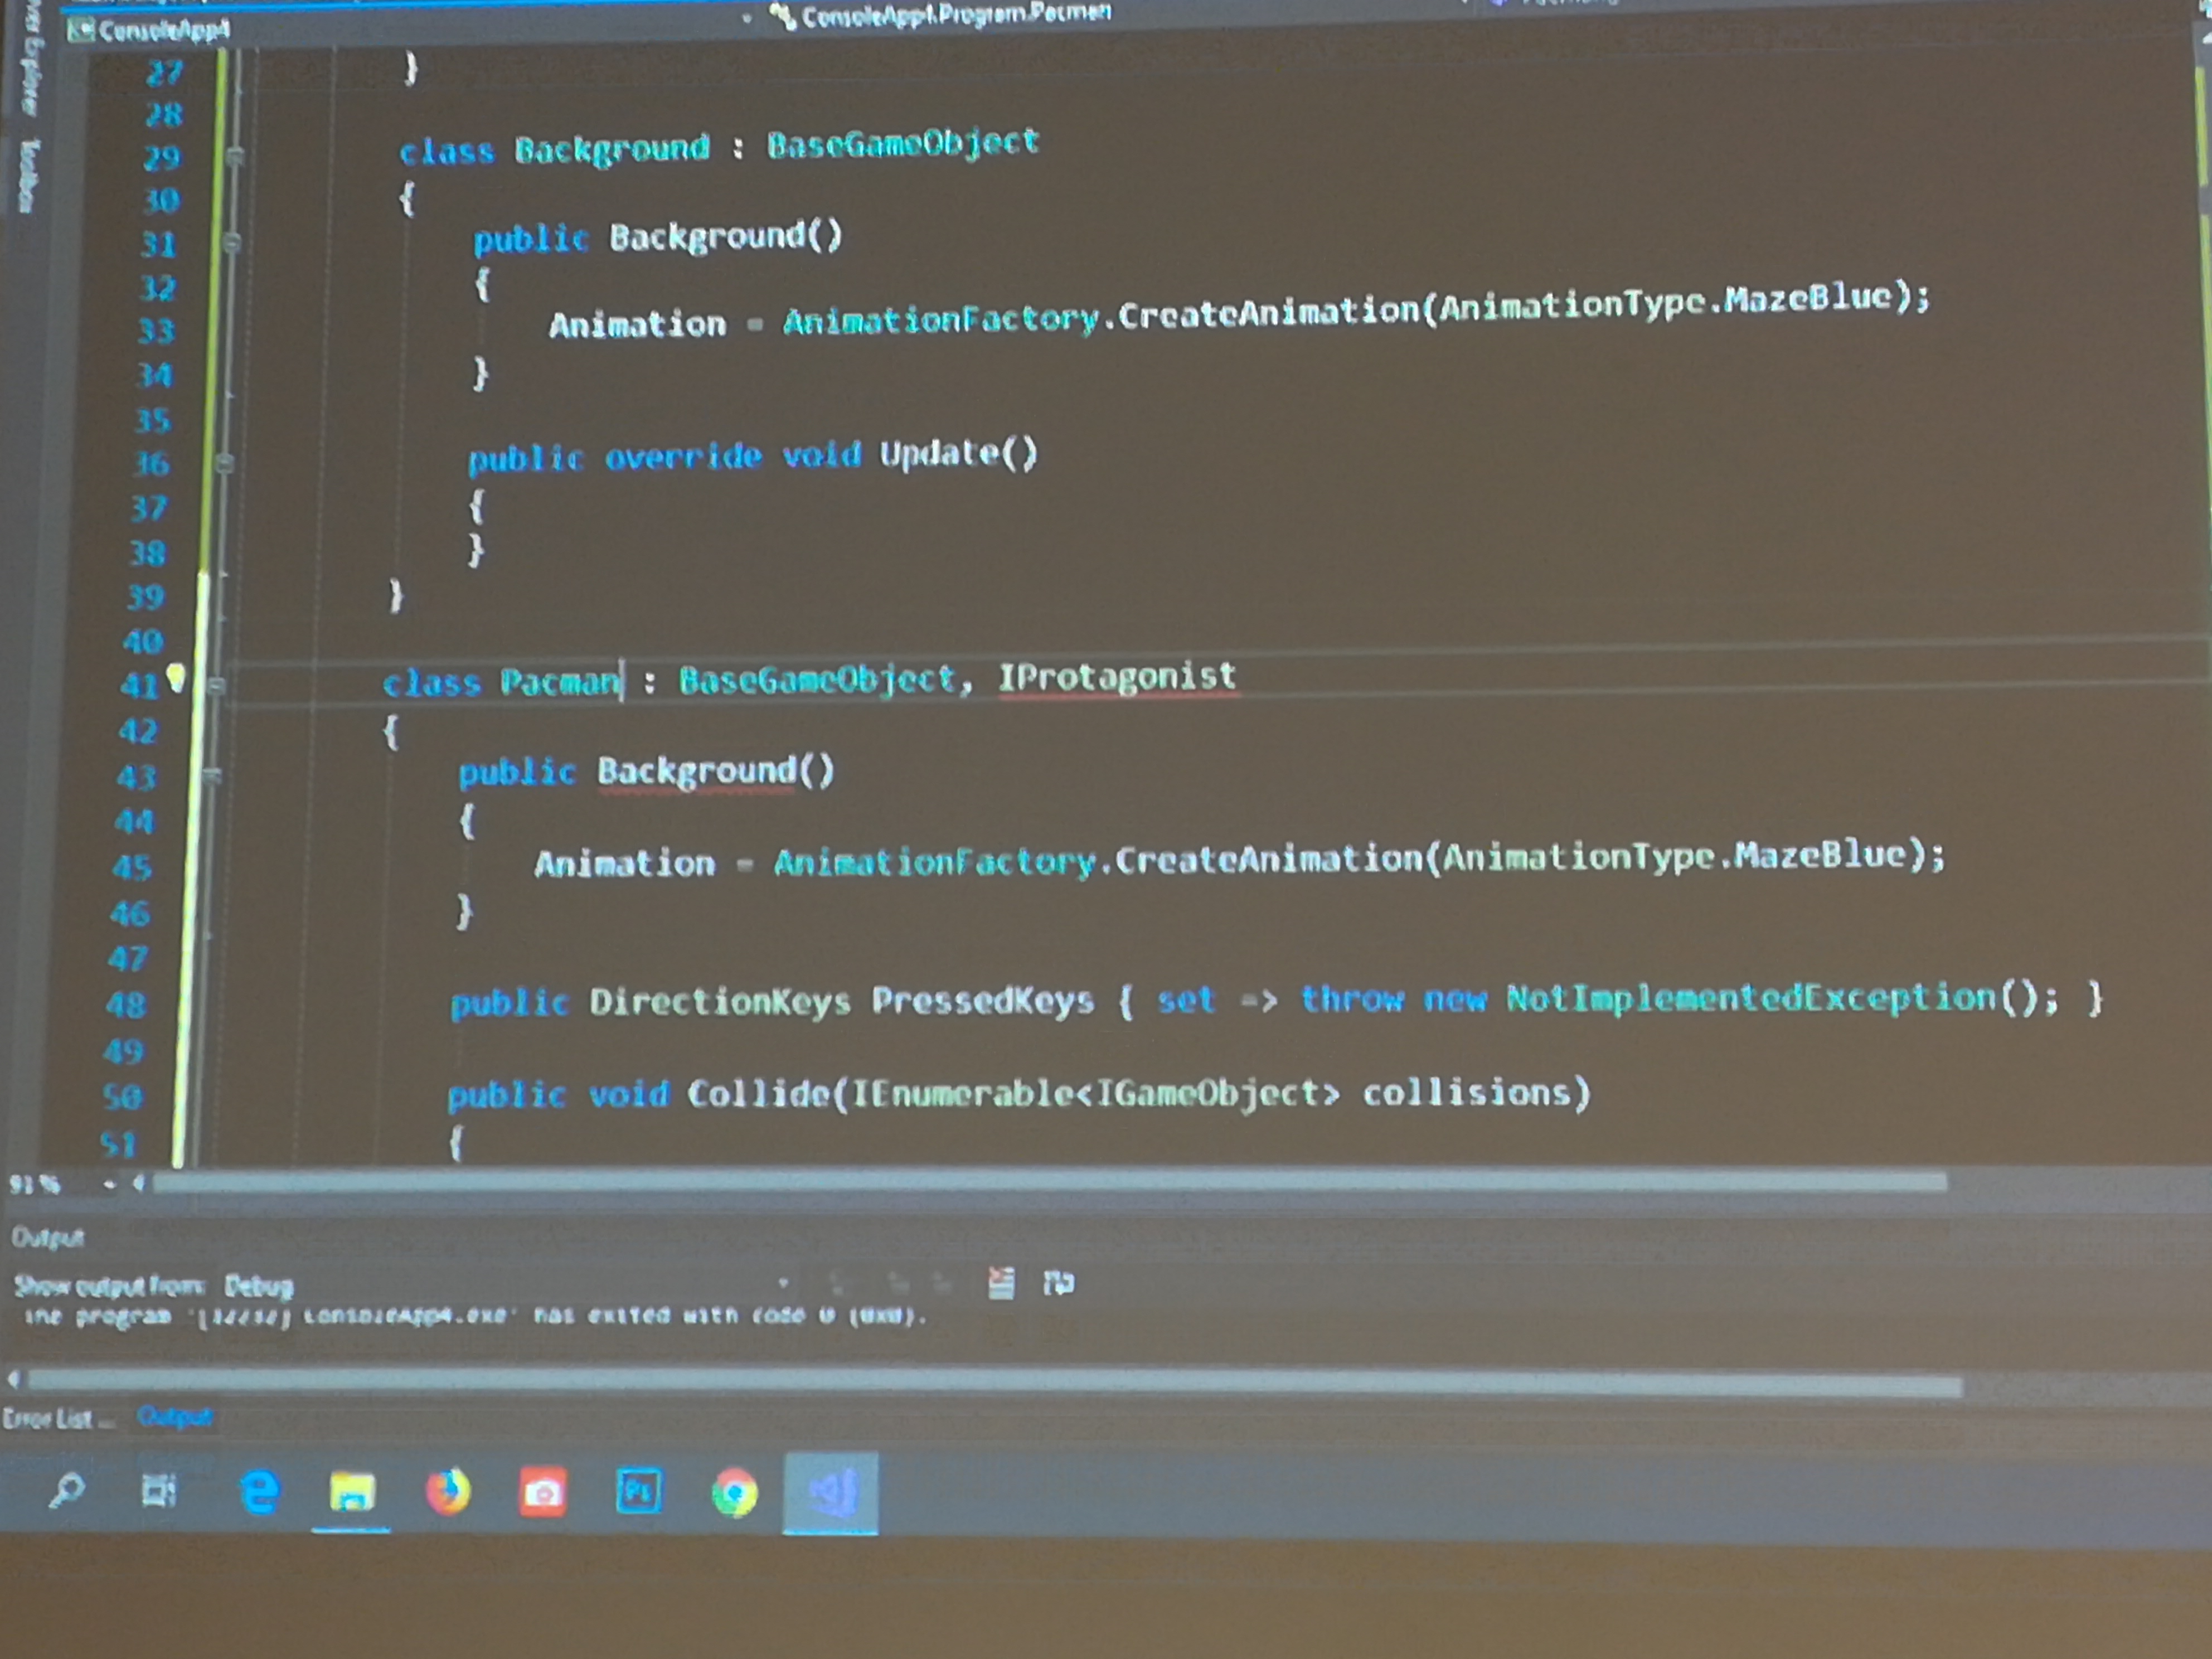 ConsoleApp4
ConsoleApp4.Program.Pacman
Toolbox
27 }
28
29 class Background : BaseGameObject
30 {
31 public Background()
32 {
33 Animation = AnimationFactory.CreateAnimation(AnimationType.MazeBlue);
34 }
35
36 public override void Update()
37 {
38 }
39 }
40
41 class Pacman : BaseGameObject, IProtagonist
42 {
43 public Background()
44 {
45 Animation = AnimationFactory.CreateAnimation(AnimationType.MazeBlue);
46 }
47
48 public DirectionKeys PressedKeys { set => throw new NotImplementedException(); }
49
50 public void Collide(IEnumerable<IGameObject> collisions)
51 {
91 %
Output
Show output from: Debug
The program ConsoleApp4.exe' has exited with code 0 (0x0).
Error List ... Output